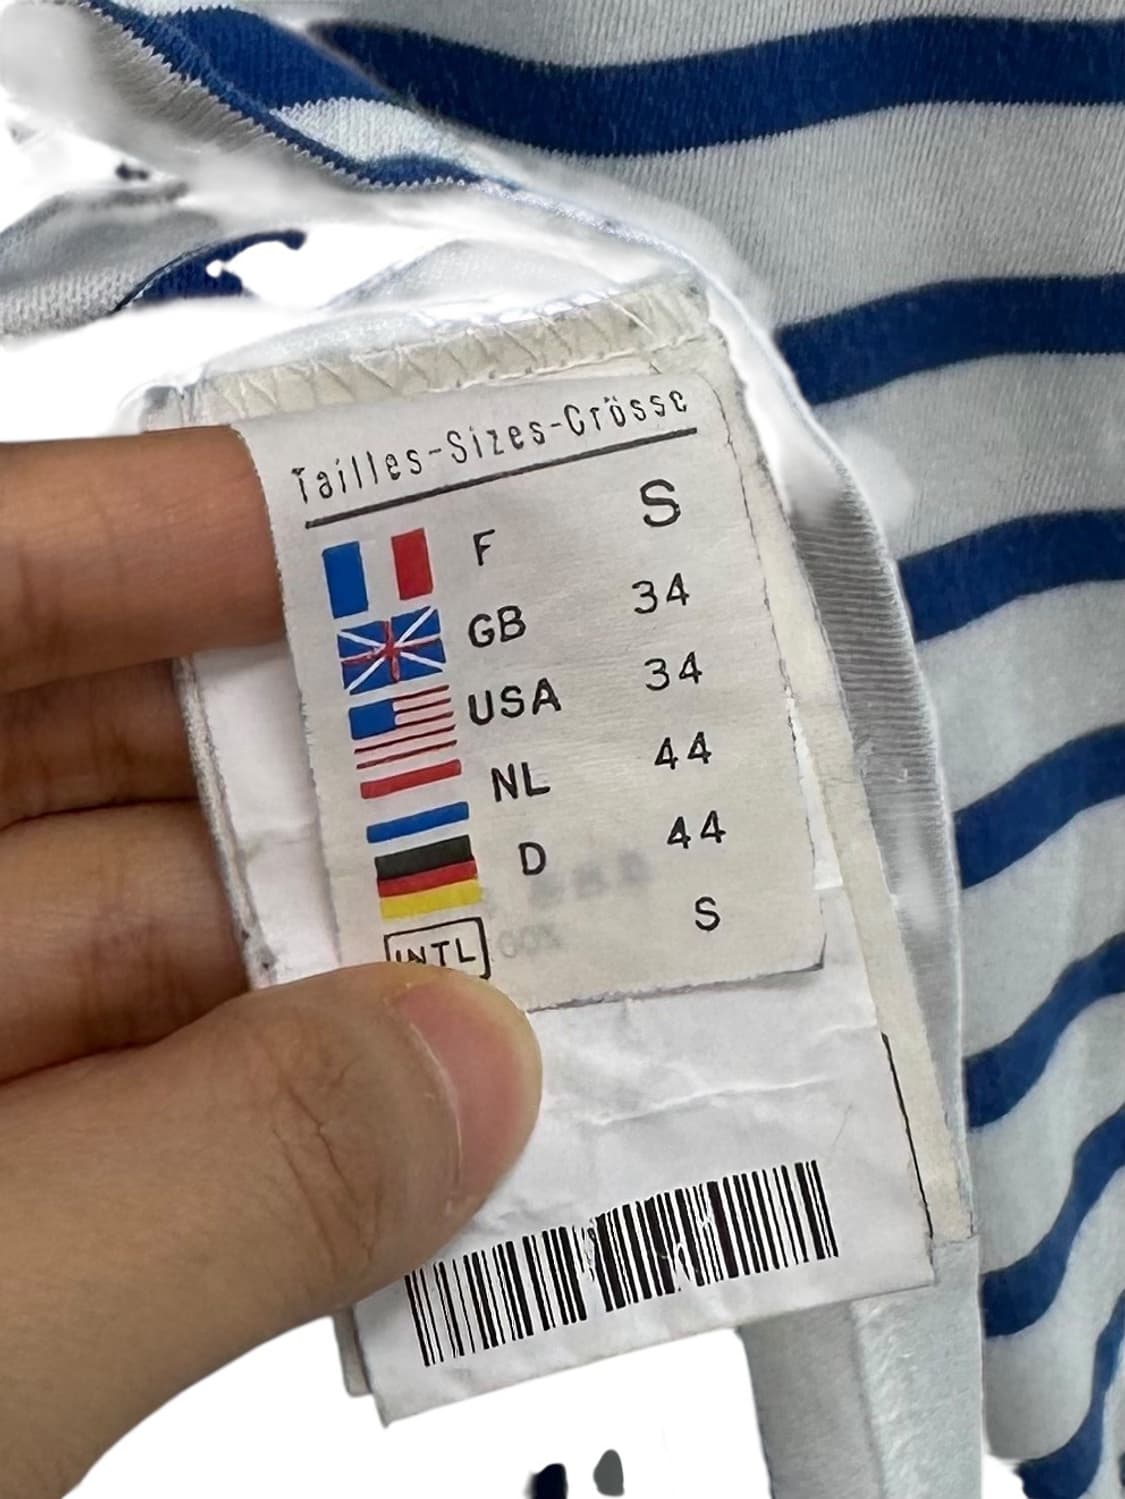 Tailles-Sizes-Grösse
F S
GB 34
USA 34
NL 44
D 44
INTL S